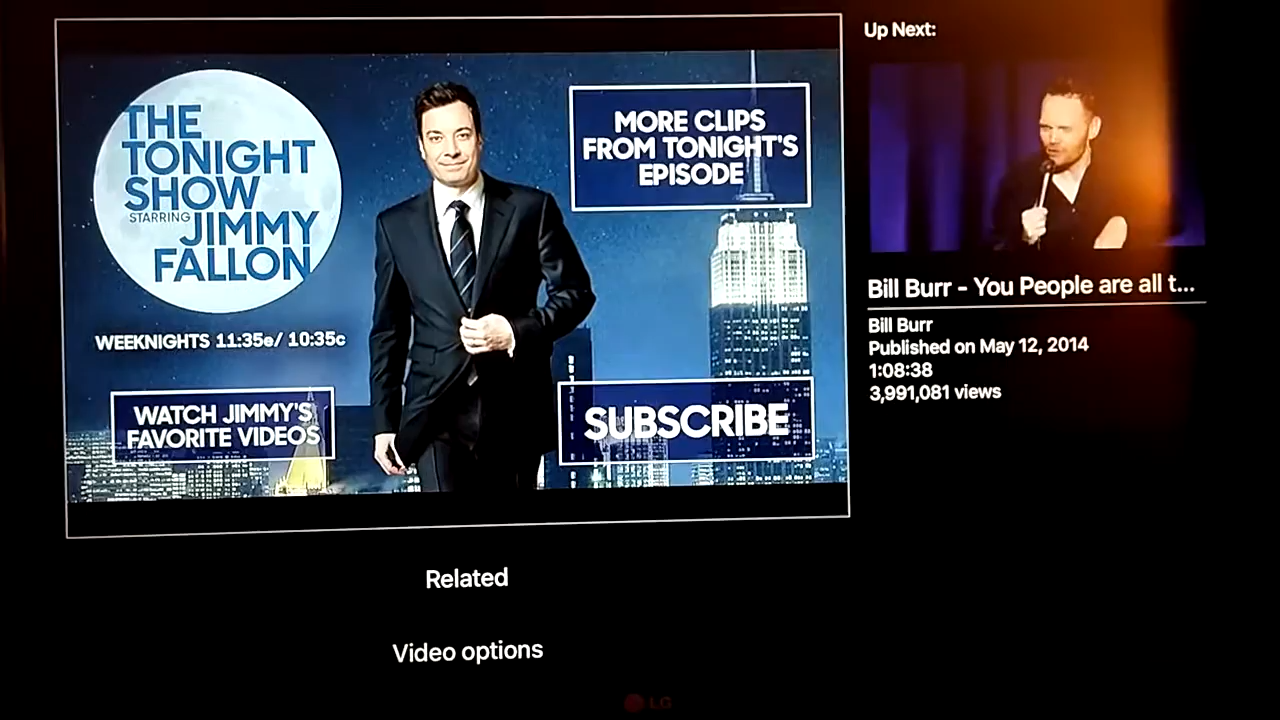 THE
TONIGHT
SHOW
STARRING
JIMMY
FALLON
WEEKNIGHTS 11:35e/ 10:35c
WATCH JIMMY'S
FAVORITE VIDEOS
MORE CLIPS
FROM TONIGHT'S
EPISODE
SUBSCRIBE
Up Next:
Bill Burr - You People are all t...
Bill Burr
Published on May 12, 2014
1:08:38
3,991,081 views
Related
Video options
LG